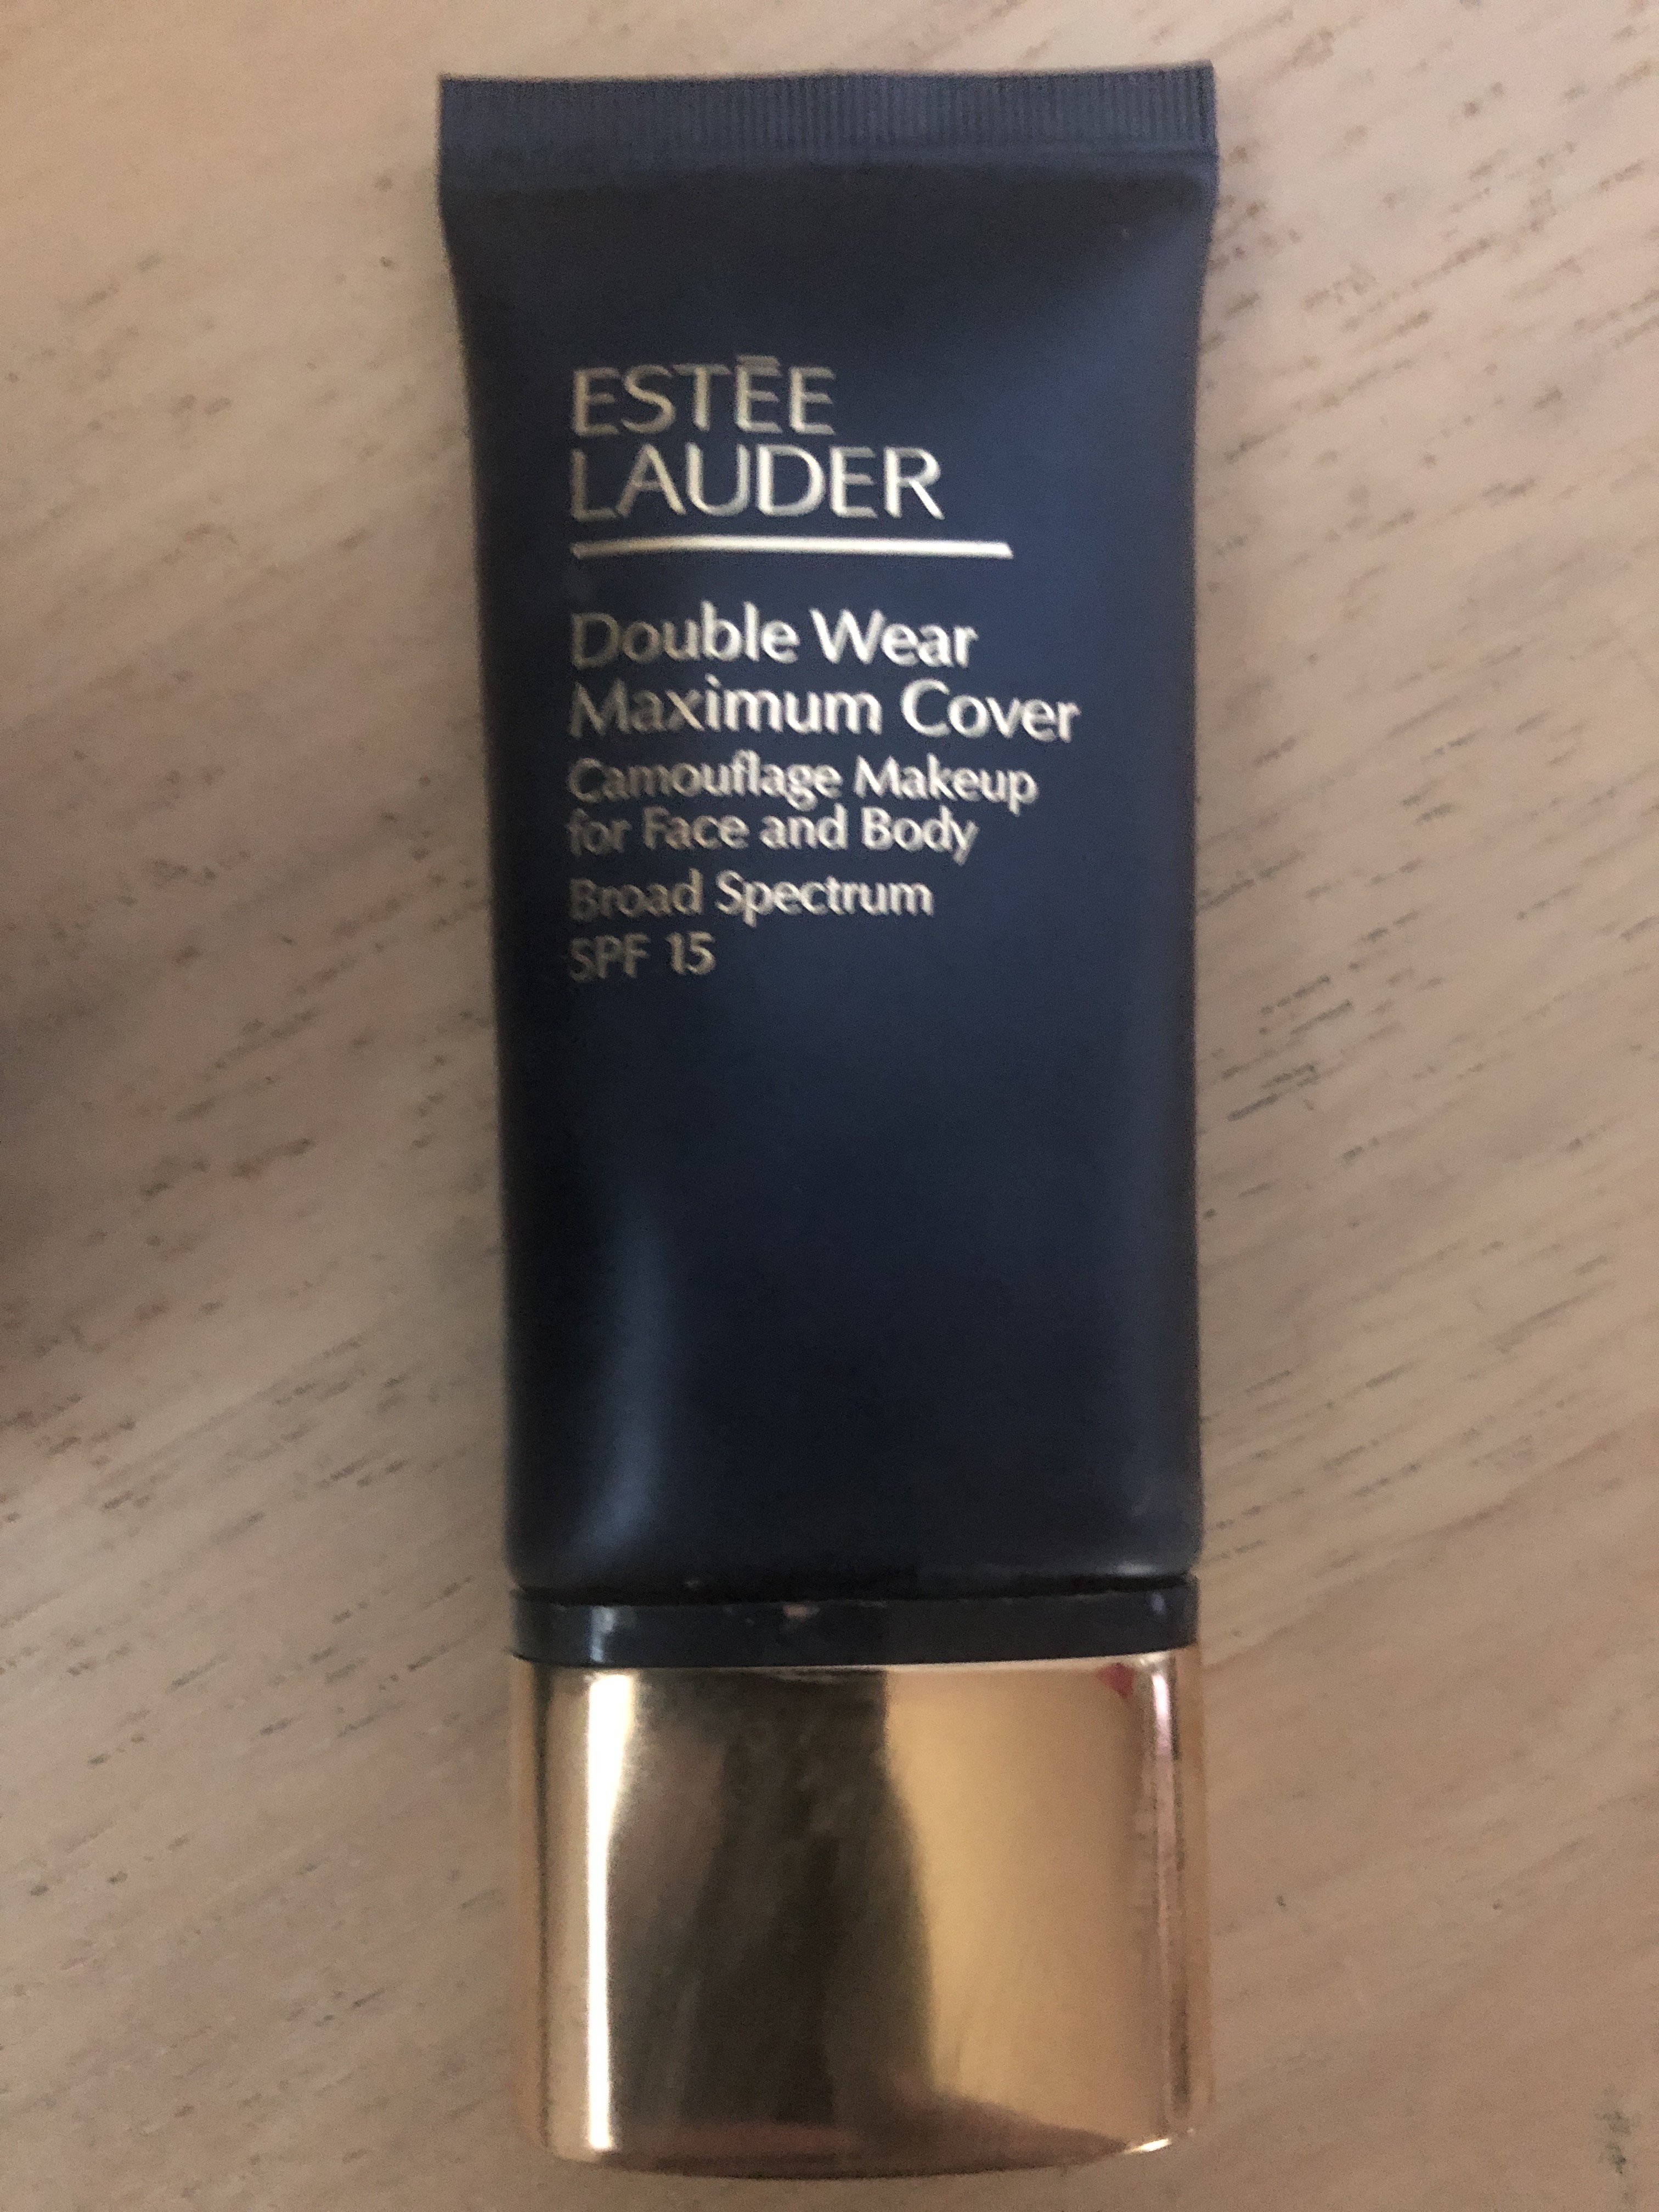 ESTĒE
LAUDER
Double Wear
Maximum Cover
Camouflage Makeup
for Face and Body
Broad Spectrum
SPF 15